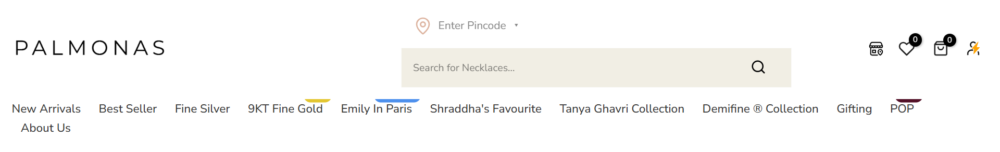 Enter Pincode
PALMONAS
0
0
Search for Necklaces...
New Arrivals Best Seller Fine Silver 9KT Fine Gold Emily In Paris Shraddha's Favourite Tanya Ghavri Collection Demifine ® Collection Gifting POP
About Us